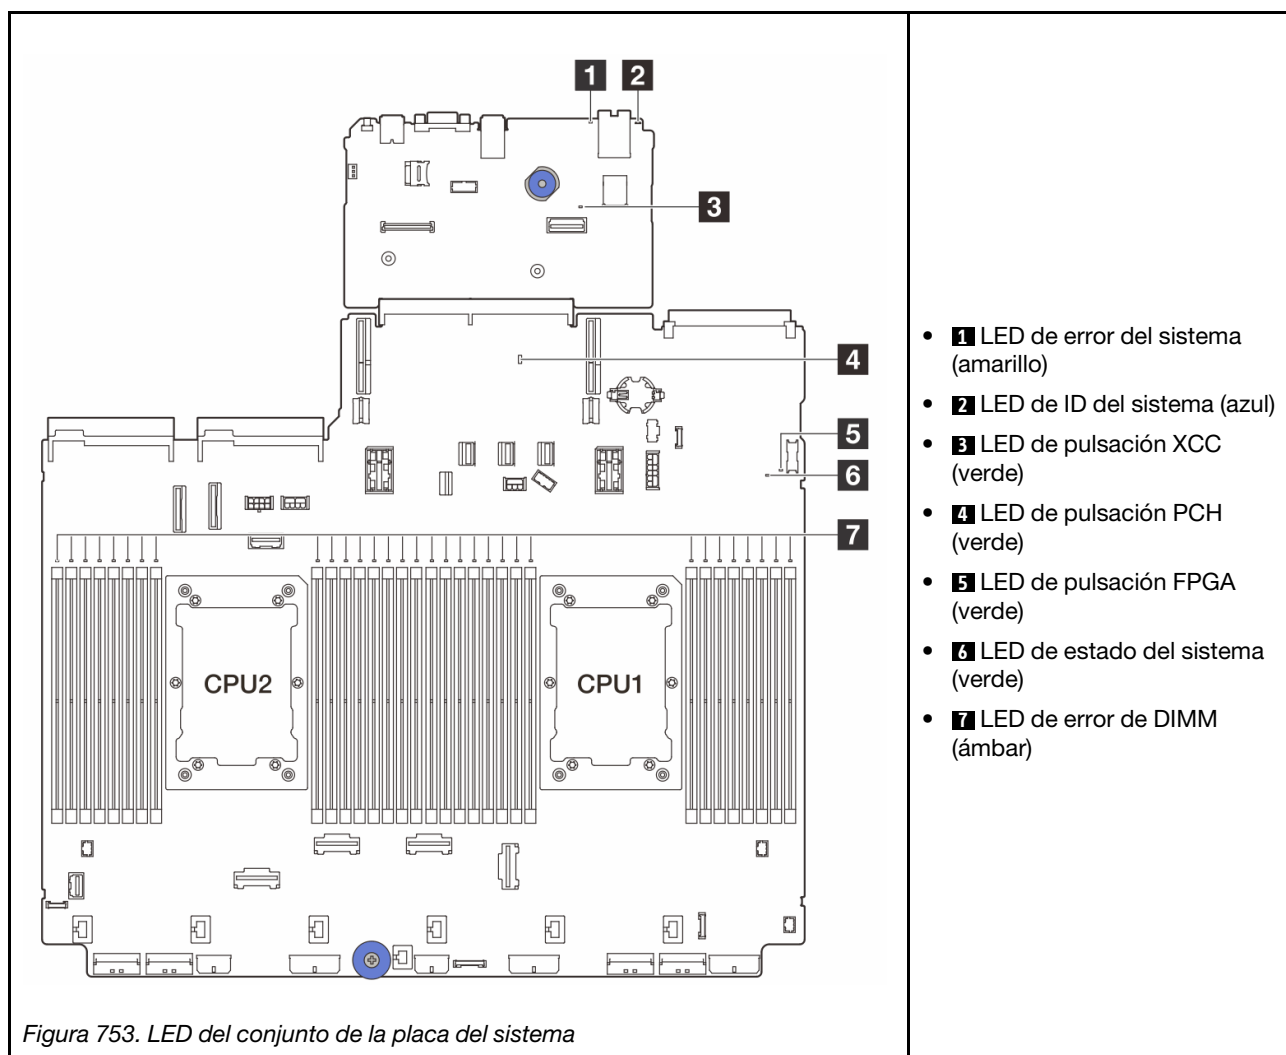 1 2
3
4
5
6
7
CPU2 CPU1
Figura 753. LED del conjunto de la placa del sistema
• 1 LED de error del sistema
(amarillo)
• 2 LED de ID del sistema (azul)
• 3 LED de pulsación XCC
(verde)
• 4 LED de pulsación PCH
(verde)
• 5 LED de pulsación FPGA
(verde)
• 6 LED de estado del sistema
(verde)
• 7 LED de error de DIMM
(ámbar)